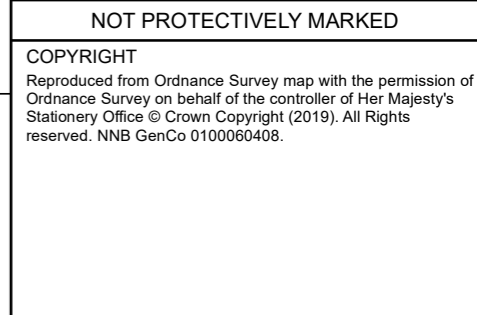 NOT PROTECTIVELY MARKED
COPYRIGHT
Reproduced from Ordnance Survey map with the permission of
Ordnance Survey on behalf of the controller of Her Majesty's
Stationery Office © Crown Copyright (2019). All Rights
reserved. NNB GenCo 0100060408.